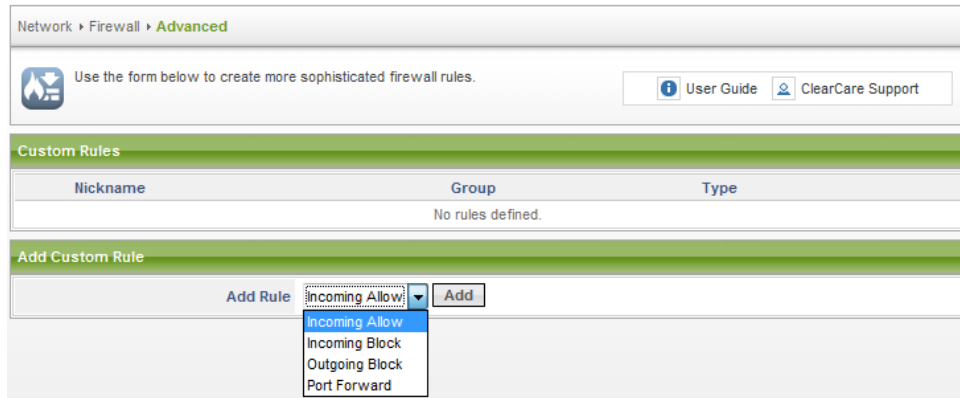 Network ▸ Firewall ▸ Advanced
Use the form below to create more sophisticated firewall rules.
User Guide ClearCare Support
Custom Rules
Nickname Group Type
No rules defined.
Add Custom Rule
Add Rule Incoming Allow Add
Incoming Allow
Incoming Block
Outgoing Block
Port Forward